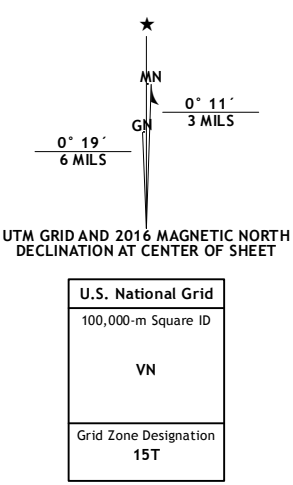 ★
MN
0° 11´
3 MILS
GN
0° 19´
6 MILS
UTM GRID AND 2016 MAGNETIC NORTH
DECLINATION AT CENTER OF SHEET
U.S. National Grid
100,000-m Square ID
VN
Grid Zone Designation
15T